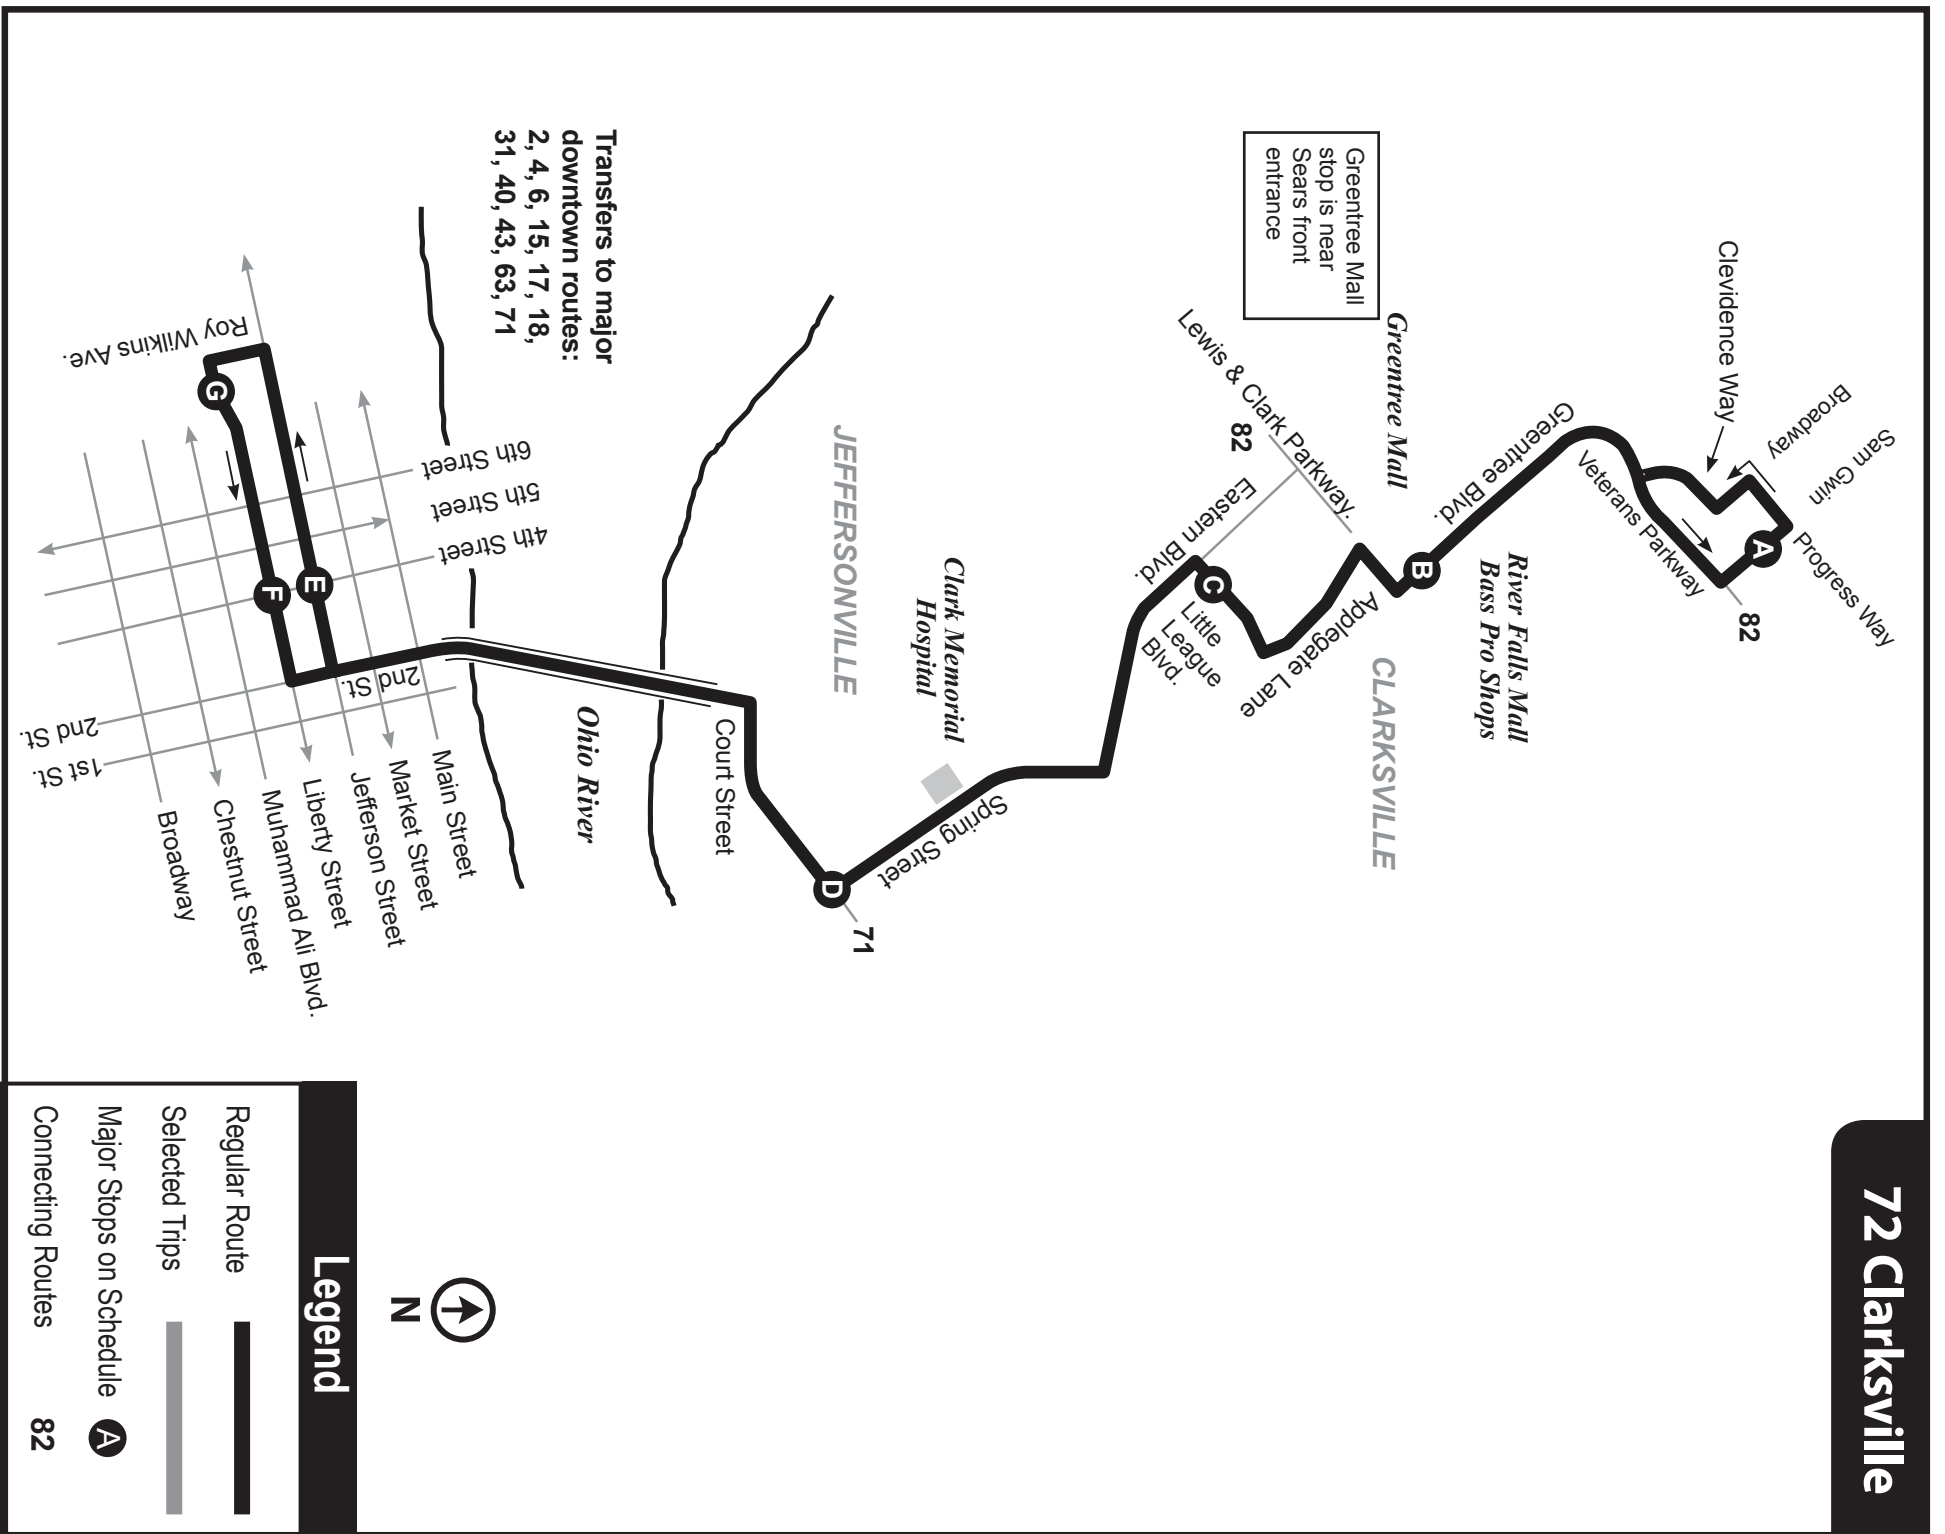 72 Clarksville
Clevidence Way
Broadway
Sam Gwin
Progress Way
A
82
Veterans Parkway
Greentree Blvd.
River Falls Mall
Bass Pro Shops
B
Greentree Mall
Greentree Mall
stop is near
Sears front
entrance
CLARKSVILLE
Lewis & Clark Parkway.
82
Applegate Lane
Eastern Blvd.
C
Little
League
Blvd.
Clark Memorial
Hospital
Spring Street
JEFFERSONVILLE
D
71
Court Street
Transfers to major
downtown routes:
2, 4, 6, 15, 17, 18,
31, 40, 43, 63, 71
Ohio River
6th Street
5th Street
4th Street
2nd St.
Roy Wilkins Ave.
G
E
F
2nd St.
1st St.
Main Street
Market Street
Jefferson Street
Liberty Street
Muhammad Ali Blvd.
Chestnut Street
Broadway
N
Legend
Regular Route
Selected Trips
Major Stops on Schedule A
Connecting Routes 82